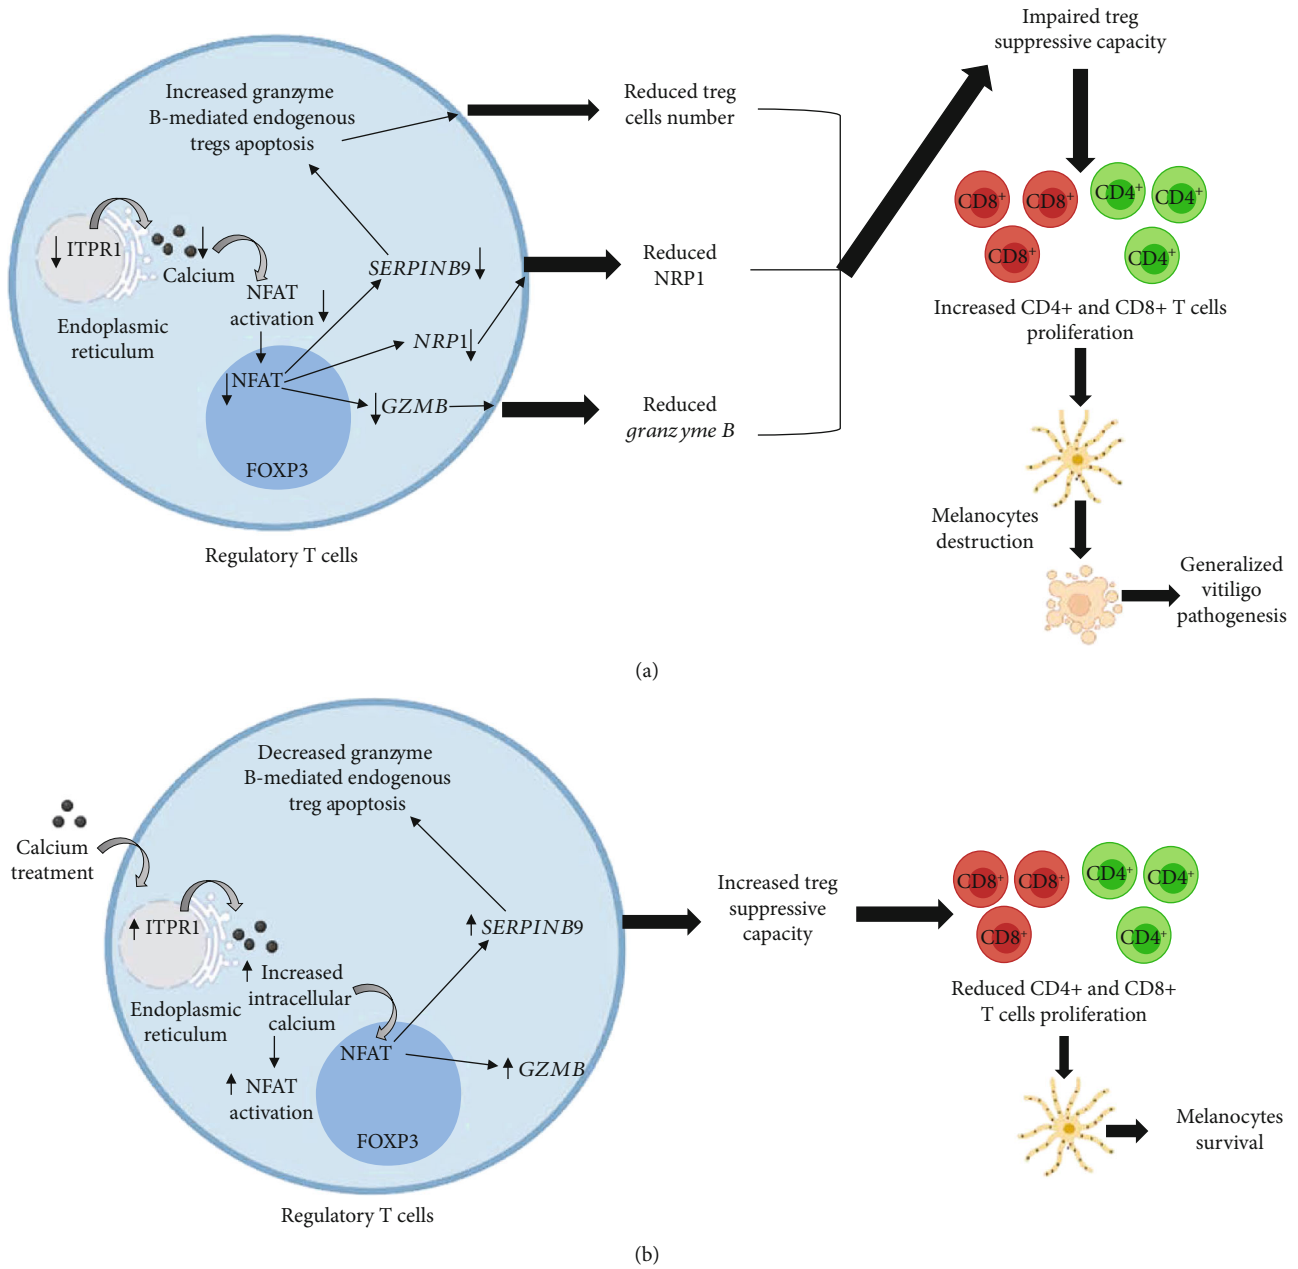 Impaired treg
suppressive capacity
Increased granzyme
B-mediated endogenous
tregs apoptosis
Reduced treg
cells number
CD8+
CD8+
CD4+
CD4+
CD8+
CD4+
ITPR1
Calcium
SERPINB9
Reduced
NRP1
NFAT
activation
Endoplasmic
reticulum
Increased CD4+ and CD8+ T cells
proliferation
NRP1
NFAT
GZMB
Reduced
granzyme B
FOXP3
Regulatory T cells
Melanocytes
destruction
Generalized
vitiligo
pathogenesis
(a)
Decreased granzyme
B-mediated endogenous
treg apoptosis
Calcium
treatment
ITPR1
SERPINB9
Increased treg
suppressive
capacity
CD8+
CD8+
CD4+
CD4+
CD8+
CD4+
Increased
intracellular
calcium
Endoplasmic
reticulum
Reduced CD4+ and CD8+
T cells proliferation
NFAT
GZMB
NFAT
activation
FOXP3
Melanocytes
survival
Regulatory T cells
(b)